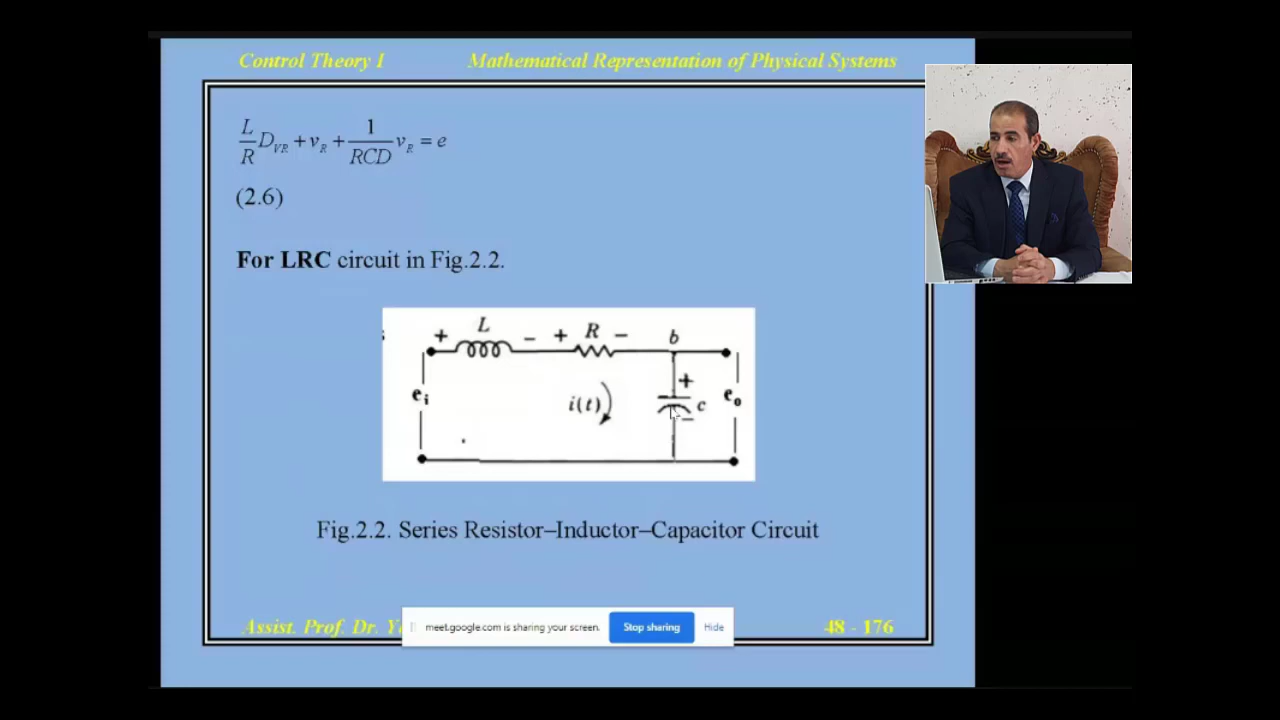 Control Theory I Mathematical Representation of Physical Systems
L/R D_VR + v_R + 1/RCD v_R = e
(2.6)
For LRC circuit in Fig.2.2.
+ L - + R - b
+
e_i i(t) c e_o
-
Fig.2.2. Series Resistor–Inductor–Capacitor Circuit
Assist. Prof. Dr. 48 - 176
meet.google.com is sharing your screen. Stop sharing Hide